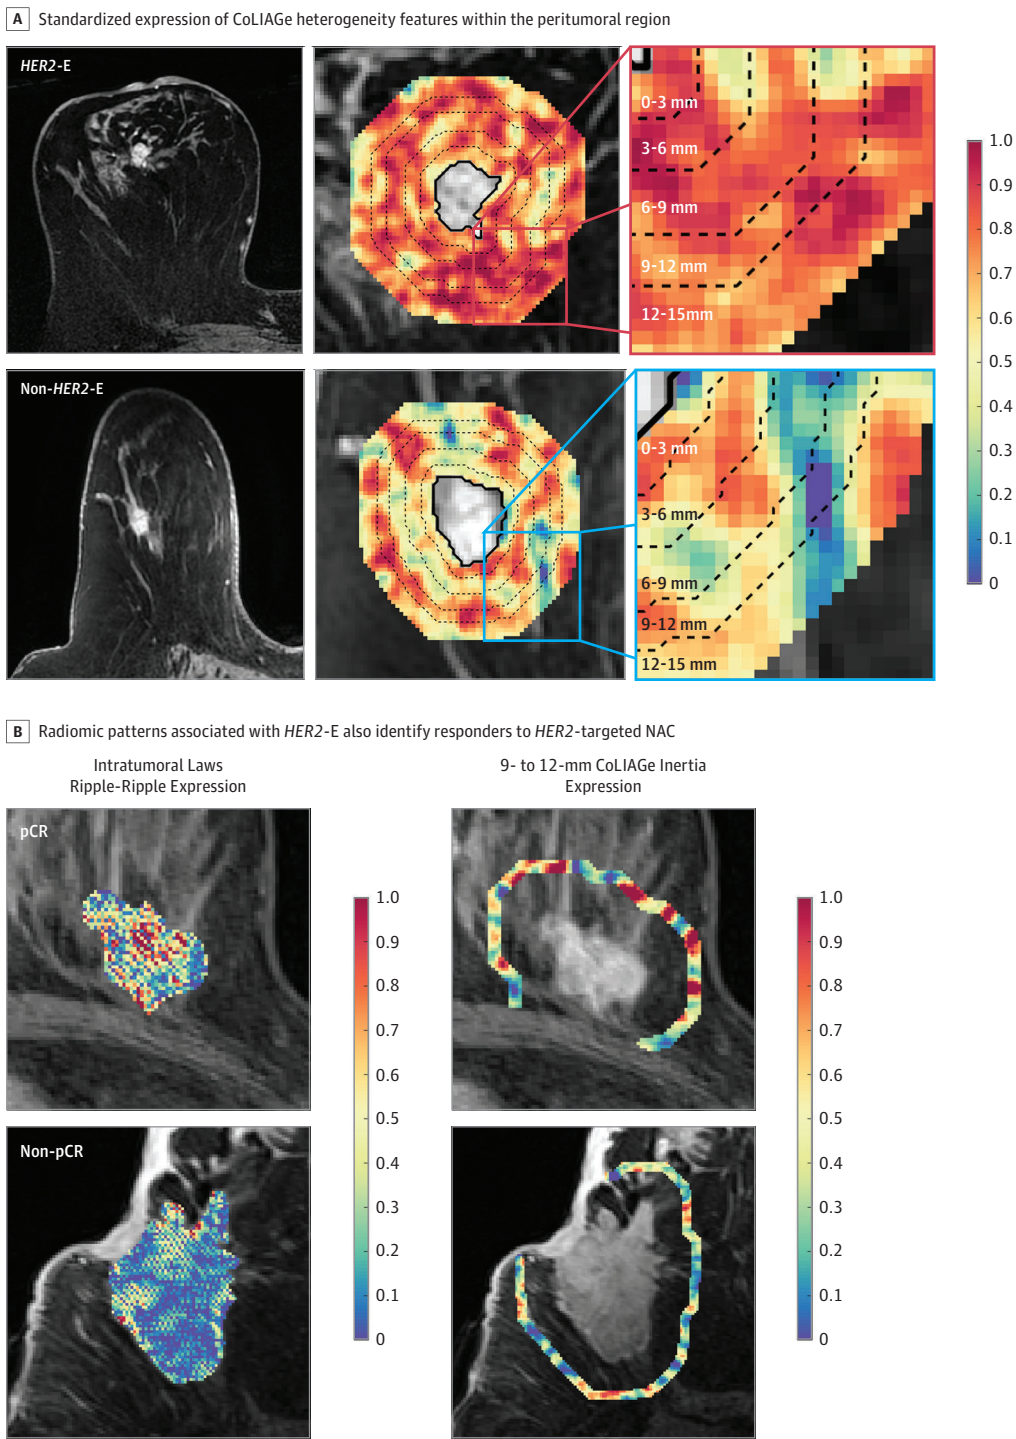 A Standardized expression of CoLIAGe heterogeneity features within the peritumoral region
HER2-E
0-3 mm
3-6 mm
6-9 mm
9-12 mm
12-15mm
Non-HER2-E
0-3 mm
3-6 mm
6-9 mm
9-12 mm
12-15 mm
1.0
0.9
0.8
0.7
0.6
0.5
0.4
0.3
0.2
0.1
0
B Radiomic patterns associated with HER2-E also identify responders to HER2-targeted NAC
Intratumoral Laws
Ripple-Ripple Expression
9- to 12-mm CoLIAGe Inertia
Expression
pCR
Non-pCR
1.0
0.9
0.8
0.7
0.6
0.5
0.4
0.3
0.2
0.1
0
1.0
0.9
0.8
0.7
0.6
0.5
0.4
0.3
0.2
0.1
0